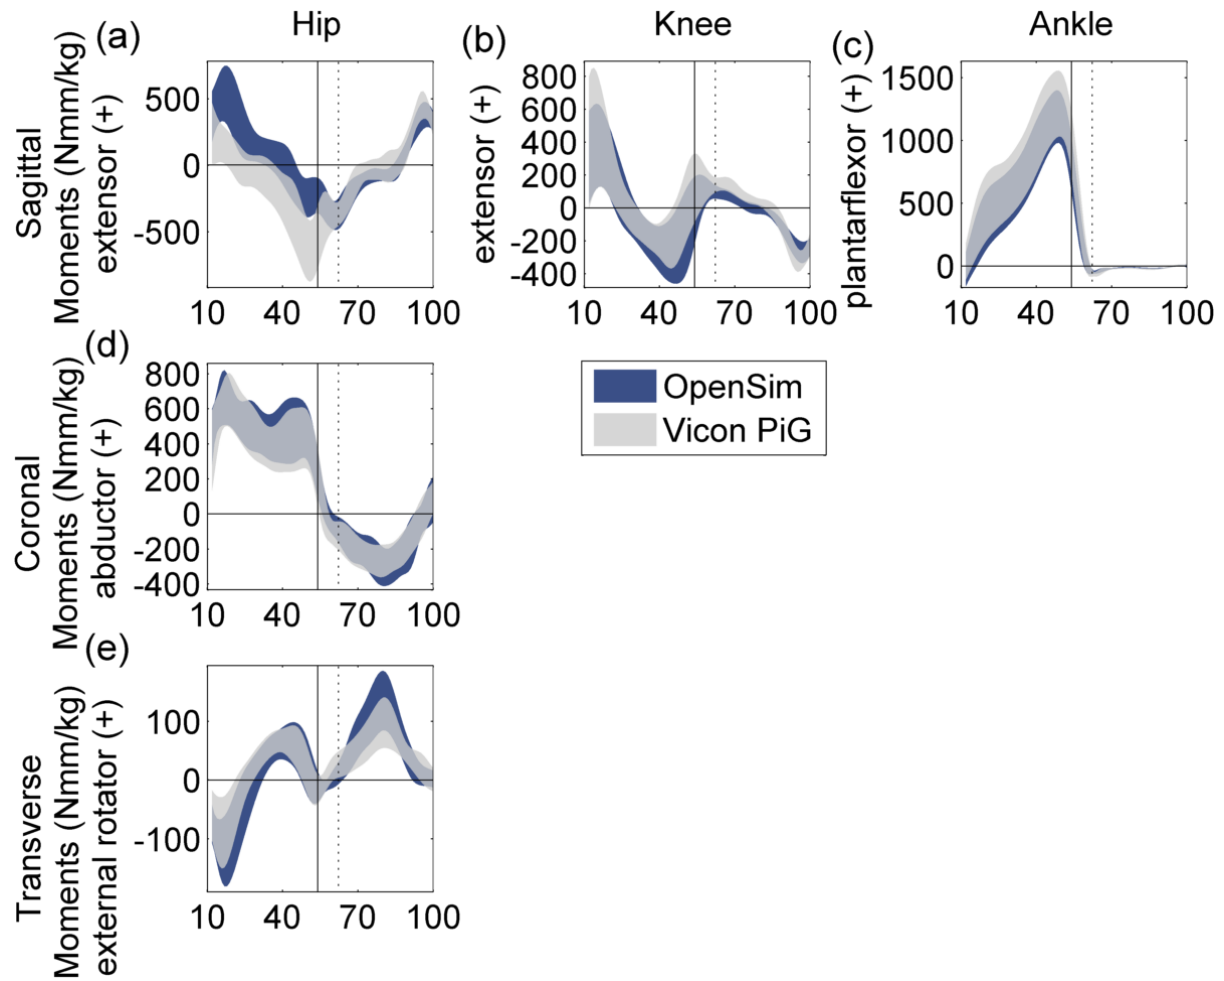 (a)
Hip
(b)
Knee
(c)
Ankle
Sagittal
Moments (Nmm/kg)
extensor (+)
500
0
-500
10 40 70 100
extensor (+)
800
600
400
200
0
-200
-400
10 40 70 100
plantarflexor (+)
1500
1000
500
0
10 40 70 100
(d)
Coronal
Moments (Nmm/kg)
abductor (+)
800
600
400
200
0
-200
-400
10 40 70 100
OpenSim
Vicon PiG
(e)
Transverse
Moments (Nmm/kg)
external rotator (+)
100
0
-100
10 40 70 100